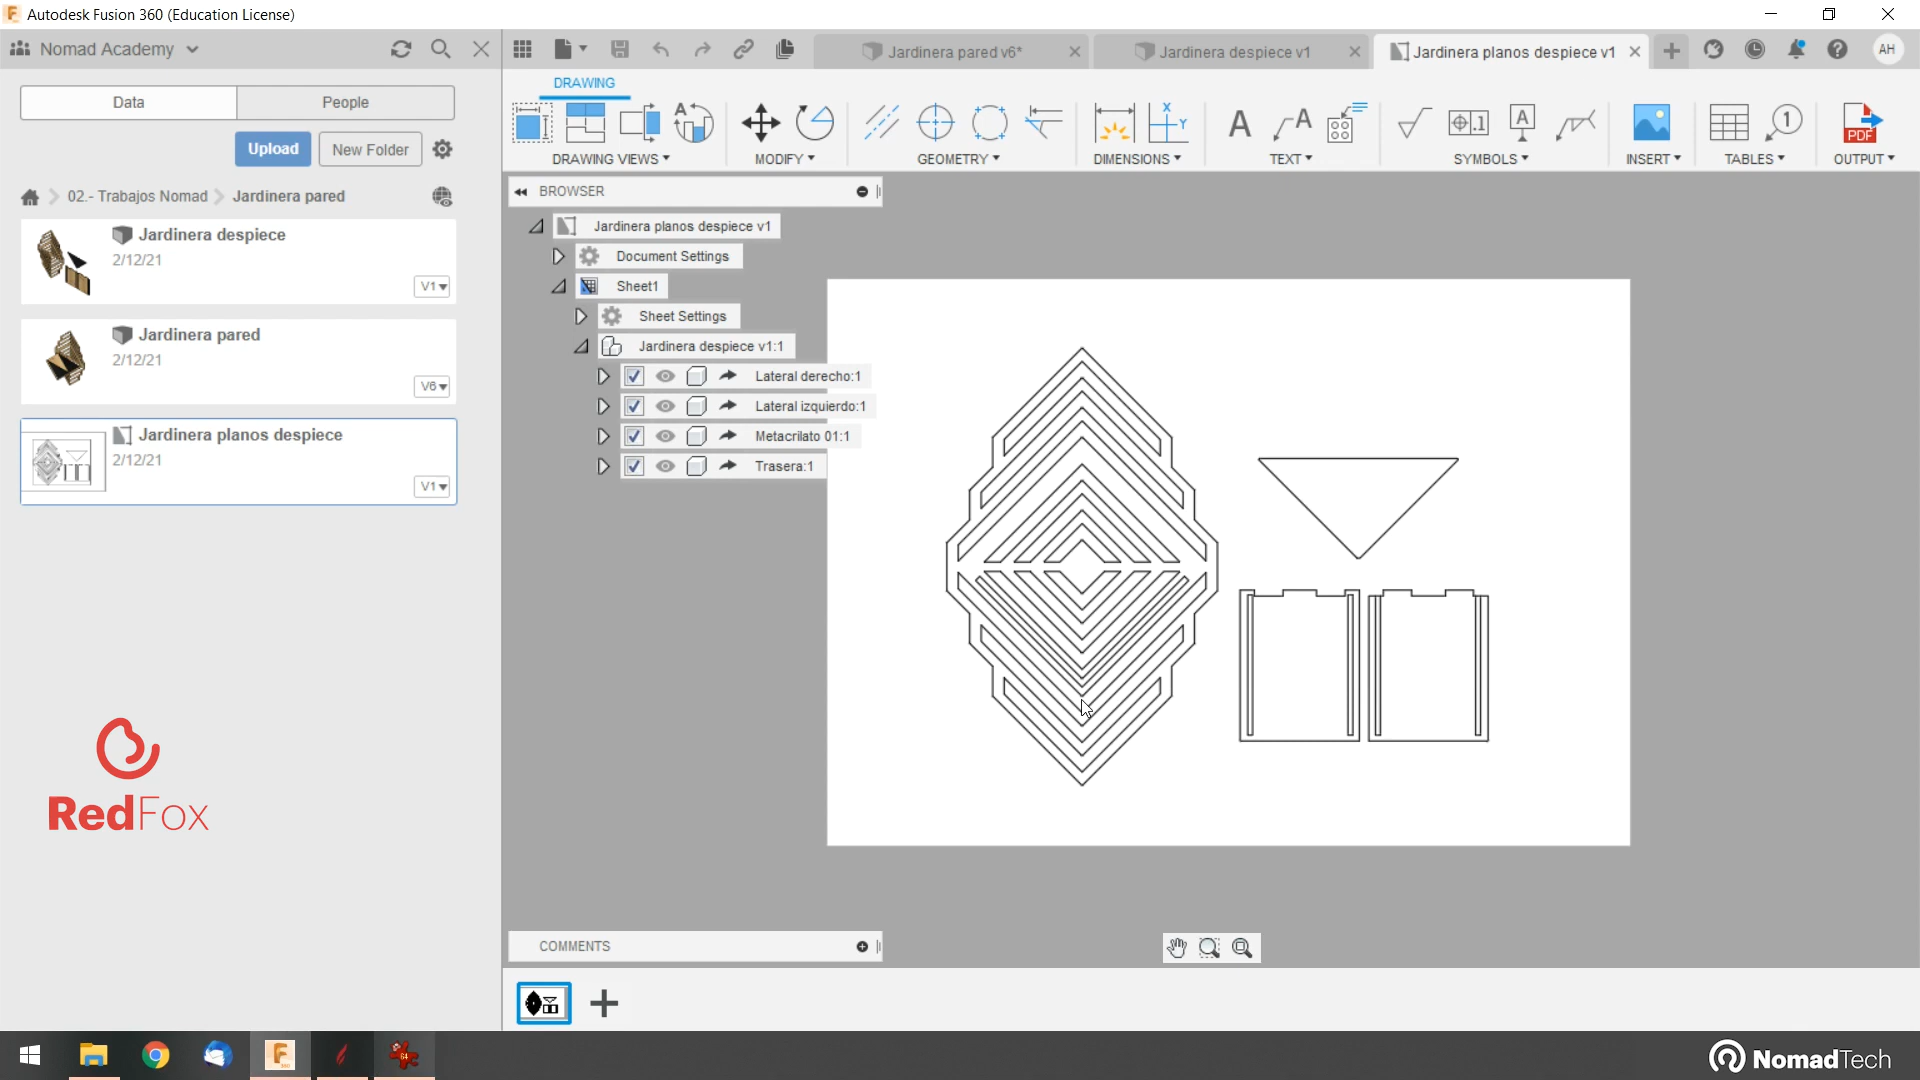 Autodesk Fusion 360 (Education License)
Nomad Academy
Jardinera pared v6*
Jardinera despiece v1
Jardinera planos despiece v1
AH
DRAWING
Data
People
Upload
New Folder
DRAWING VIEWS
MODIFY
GEOMETRY
DIMENSIONS
TEXT
SYMBOLS
INSERT
TABLES
OUTPUT
PDF
02.- Trabajos Nomad
Jardinera pared
BROWSER
Jardinera planos despiece v1
Document Settings
Sheet1
Sheet Settings
Jardinera despiece v1:1
Lateral derecho:1
Lateral izquierdo:1
Metacrilato 01:1
Trasera:1
Jardinera despiece
2/12/21
V1
Jardinera pared
2/12/21
V6
Jardinera planos despiece
2/12/21
V1
RedFox
COMMENTS
64
NomadTech